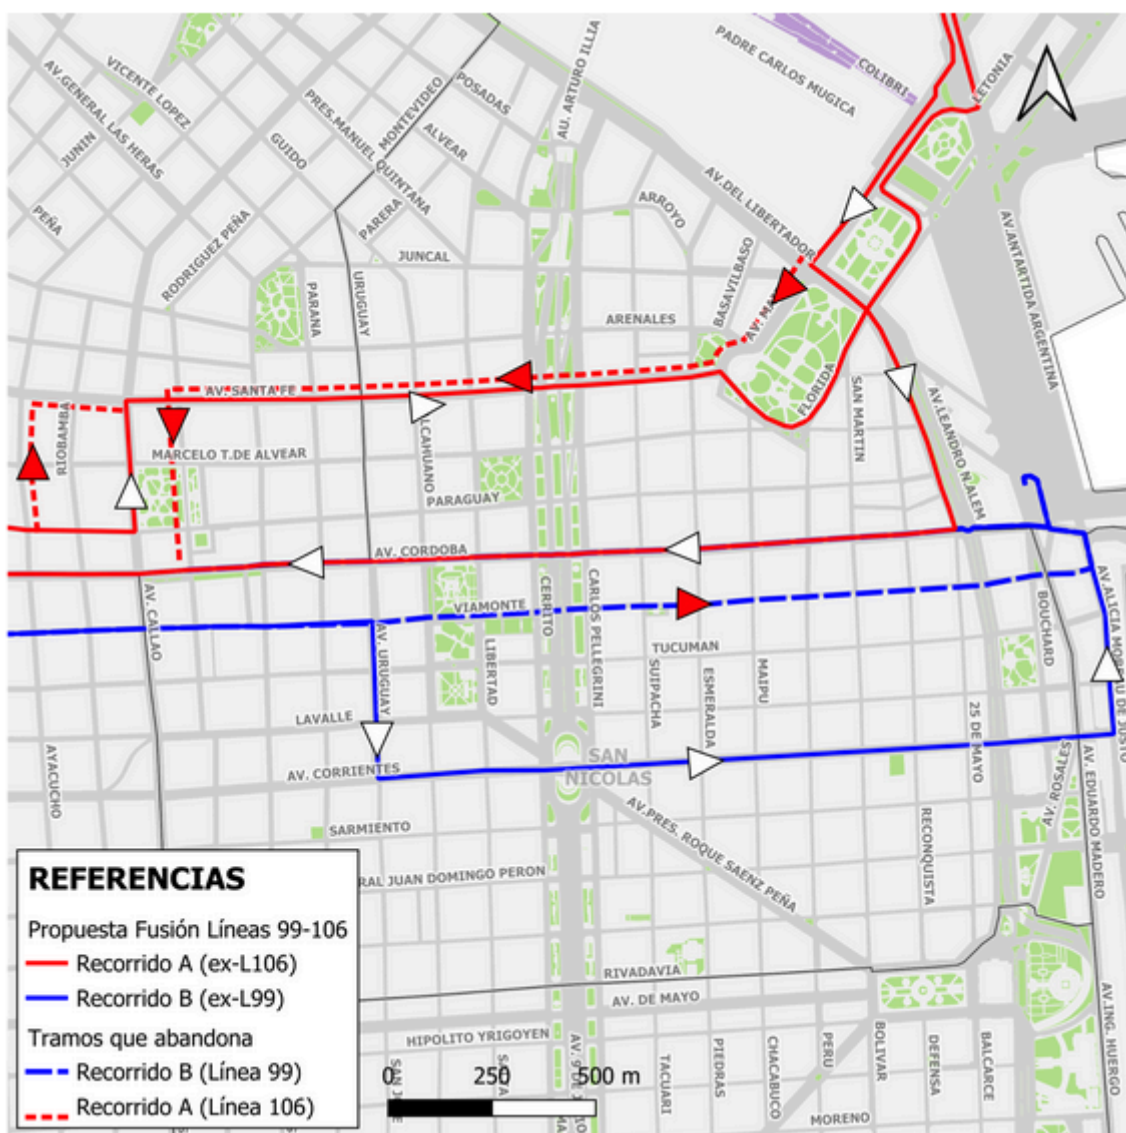 PADRE CARLOS MUGICA
COLIBRI
LETONIA
VICENTE LOPEZ
AV.GENERAL LAS HERAS
JUNIN
PEÑA
GUIDO
PRES.MANUEL QUINTANA
MONTEVIDEO
POSADAS
ALVEAR
AU. ARTURO ILLIA
AV.DEL LIBERTADOR
ARROYO
PARERA
RODRIGUEZ PEÑA
JUNCAL
BASAVILBASO
AV.ANTARTIDA ARGENTINA
PARANA
URUGUAY
ARENALES
AV. MA
AV. SANTA FE
RIOBAMBA
FLORIDA
SAN MARTIN
AV.LEANDRO N.ALEM
LCAHUANO
MARCELO T.DE ALVEAR
PARAGUAY
AV. CORDOBA
VIAMONTE
CERRITO
CARLOS PELLEGRINI
AV. CALLAO
AV. URUGUAY
LIBERTAD
TUCUMAN
SUIPACHA
ESMERALDA
MAIPU
BOUCHARD
AV.ALICIA MOREAU DE JUSTO
LAVALLE
25 DE MAYO
AYACUCHO
AV. CORRIENTES
SAN
NICOLAS
AV. ROSALES
AV. EDUARDO MADERO
SARMIENTO
AV.PRES. ROQUE SAENZ PEÑA
RECONQUISTA
RAL JUAN DOMINGO PERON
RIVADAVIA
AV. DE MAYO
HIPOLITO YRIGOYEN
AV.ING. HUERGO
BOLIVAR
PERU
DEFENSA
BALCARCE
CHACABUCO
PIEDRAS
TACUARI
MORENO
REFERENCIAS
Propuesta Fusión Líneas 99-106
Recorrido A (ex-L106)
Recorrido B (ex-L99)
Tramos que abandona
Recorrido B (Línea 99)
Recorrido A (Línea 106)
0 250 500 m